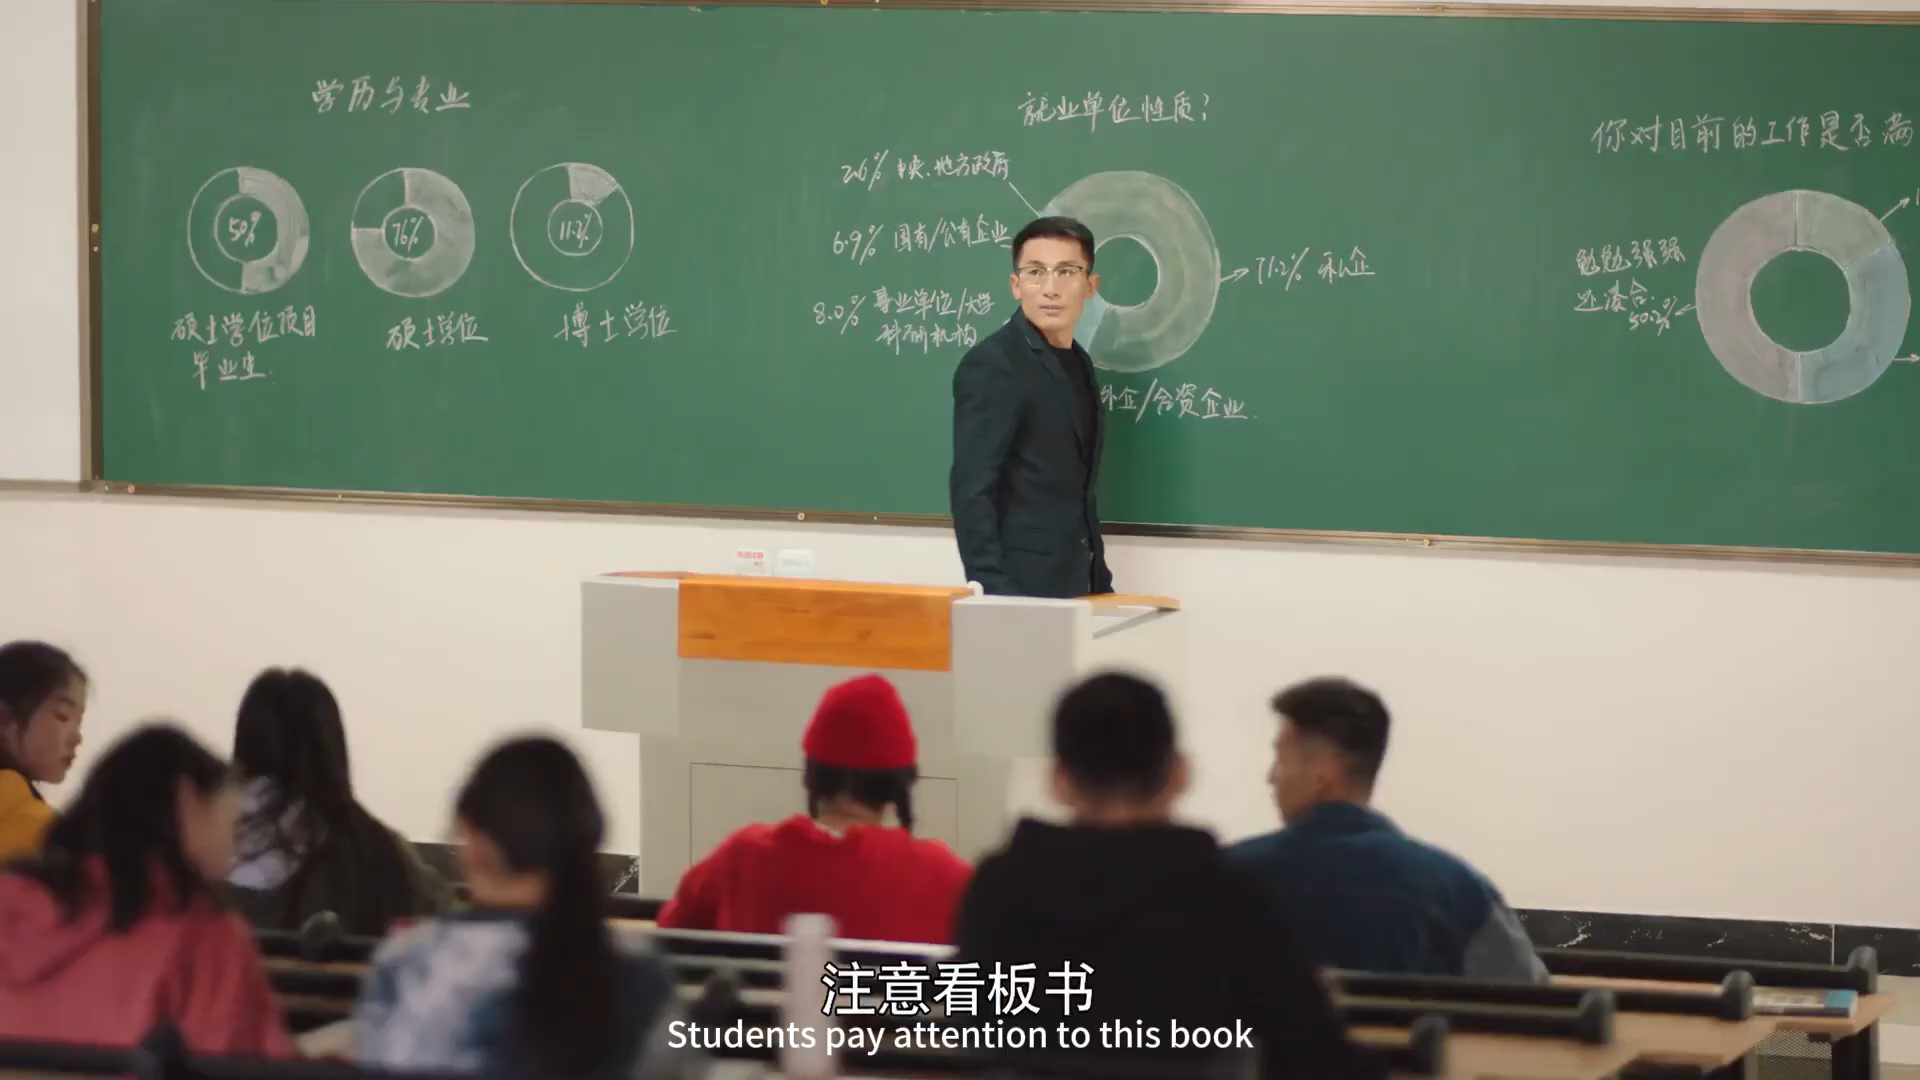 学历与专业
50%
76%
11.2%
硕士学位项目
毕业生
硕士学位
博士学位
就业单位性质?
2.6% 中央、地方政府
6.9% 国有/公有企业
8.0% 事业单位/大学
科研机构
71.2% 私企
外企/合资企业
你对目前的工作是否满
勉勉强强
还凑合
50.2%
注意看板书
Students pay attention to this book